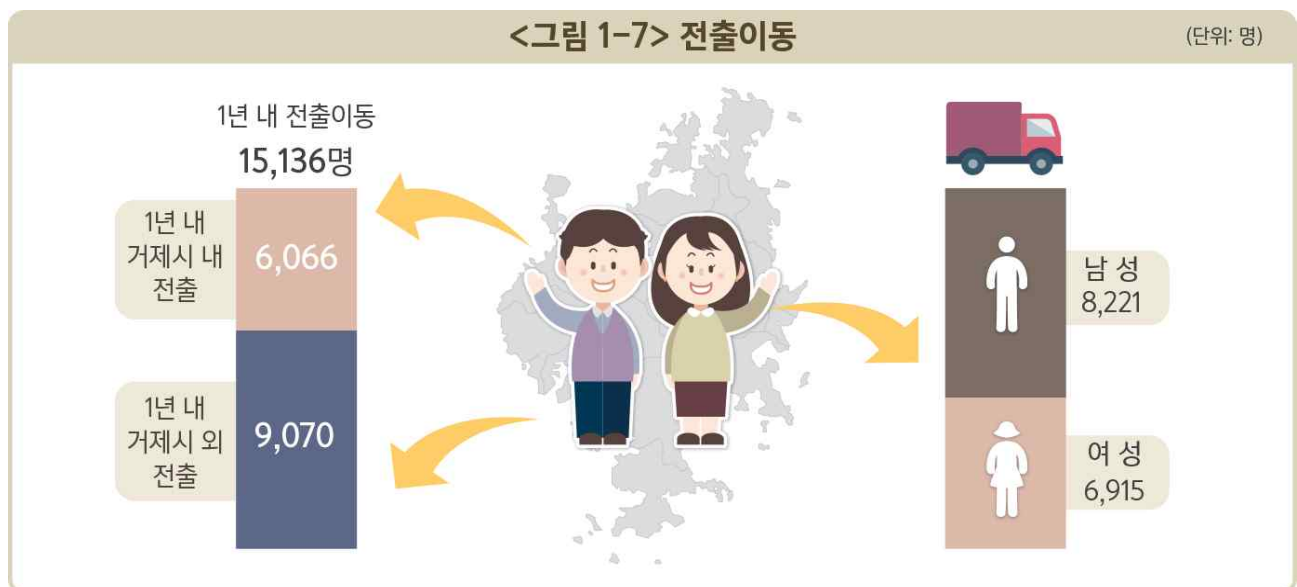 <그림 1-7> 전출이동
(단위: 명)
1년 내 전출이동
15,136명
1년 내
거제시 내
전출
6,066
1년 내
거제시 외
전출
9,070
남 성
8,221
여 성
6,915